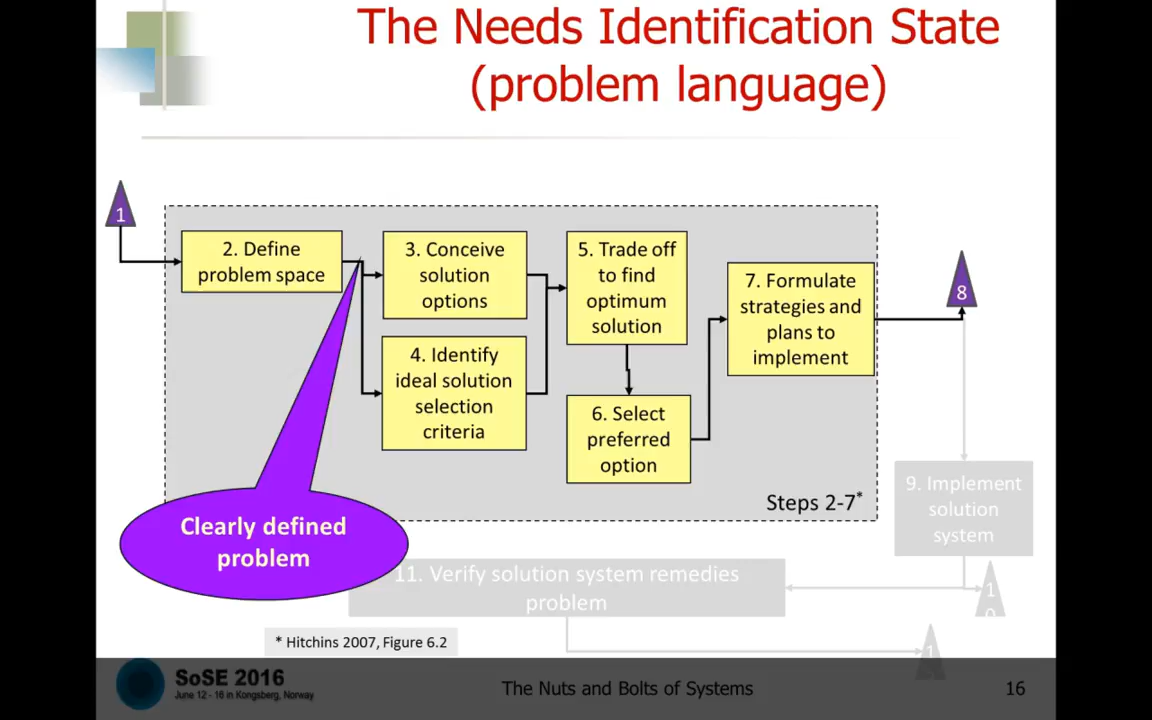 The Needs Identification State
(problem language)
1
2. Define
problem space
3. Conceive
solution
options
4. Identify
ideal solution
selection
criteria
5. Trade off
to find
optimum
solution
6. Select
preferred
option
7. Formulate
strategies and
plans to
implement
8
Steps 2-7*
Clearly defined
problem
9. Implement
solution
system
1
0
11. Verify solution system remedies
problem
1
* Hitchins 2007, Figure 6.2
SoSE 2016
June 12 - 16 in Kongsberg, Norway
The Nuts and Bolts of Systems
16